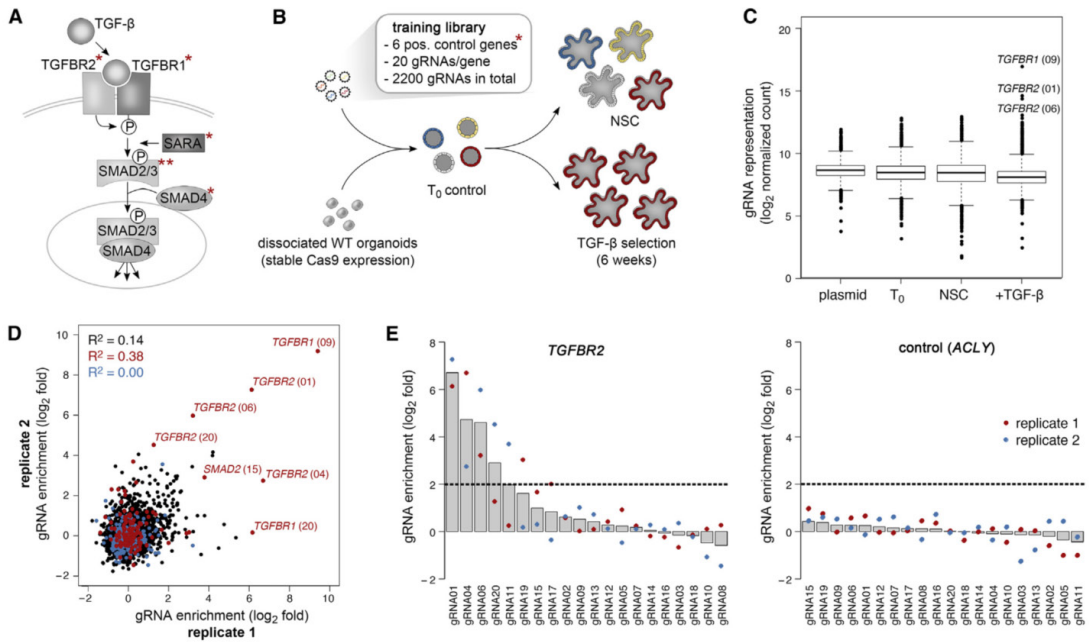 A
TGF-β
TGFBR2*
TGFBR1*
P
SARA*
P
SMAD2/3**
SMAD4*
P
SMAD2/3
SMAD4
B
training library
- 6 pos. control genes*
- 20 gRNAs/gene
- 2200 gRNAs in total
T0 control
dissociated WT organoids
(stable Cas9 expression)
NSC
TGF-β selection
(6 weeks)
C
gRNA representation
(log2 normalized count)
20
15
10
5
0
TGFBR1 (09)
TGFBR2 (01)
TGFBR2 (06)
plasmid
T0
NSC
+TGF-β
D
replicate 2
gRNA enrichment (log2 fold)
10
8
6
4
2
0
−2
R² = 0.14
R² = 0.38
R² = 0.00
TGFBR1 (09)
TGFBR2 (01)
TGFBR2 (06)
TGFBR2 (20)
SMAD2 (15)
TGFBR2 (04)
TGFBR1 (20)
−2 0 2 4 6 8 10
gRNA enrichment (log2 fold)
replicate 1
E
TGFBR2
gRNA enrichment (log2 fold)
8
6
4
2
0
−2
gRNA01
gRNA04
gRNA06
gRNA20
gRNA11
gRNA19
gRNA15
gRNA17
gRNA02
gRNA09
gRNA13
gRNA12
gRNA05
gRNA07
gRNA14
gRNA16
gRNA03
gRNA18
gRNA10
gRNA08
control (ACLY)
gRNA enrichment (log2 fold)
8
6
4
2
0
−2
replicate 1
replicate 2
gRNA15
gRNA19
gRNA09
gRNA06
gRNA01
gRNA12
gRNA17
gRNA08
gRNA16
gRNA20
gRNA18
gRNA14
gRNA04
gRNA10
gRNA03
gRNA13
gRNA02
gRNA05
gRNA11